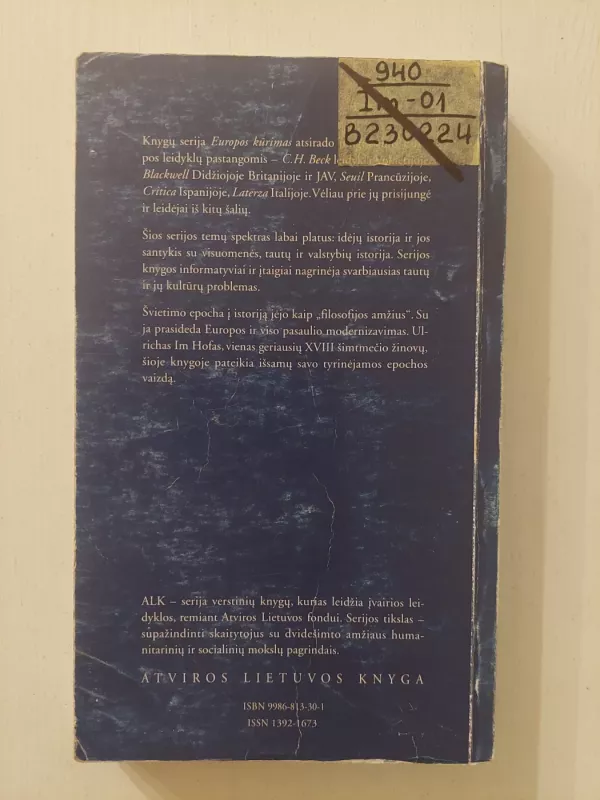 940
Im-01
B230224
Knygų serija Europos kūrimas atsirado
pos leidyklų pastangomis – C.H. Beck
Blackwell Didžiojoje Britanijoje ir JAV, Seuil Prancūzijoje,
Crítica Ispanijoje, Laterza Italijoje. Vėliau prie jų prisijungė
ir leidėjai iš kitų šalių.
Šios serijos temų spektras labai platus: idėjų istorija ir jos
santykis su visuomenės, tautų ir valstybių istorija. Serijos
knygos informatyviai ir įtaigiai nagrinėja svarbiausias tautų
ir jų kultūrų problemas.
Švietimo epocha į istoriją įėjo kaip „filosofijos amžius“. Su
ja prasideda Europos ir viso pasaulio modernizavimas. Ul-
richas Im Hofas, vienas geriausių XVIII šimtmečio žinovų,
šioje knygoje pateikia išsamų savo tyrinėjamos epochos
vaizdą.
ALK – serija verstinių knygų, kurias leidžia įvairios lei-
dyklos, remiant Atviros Lietuvos fondui. Serijos tikslas –
supažindinti skaitytojus su dvidešimto amžiaus huma-
nitarinių ir socialinių mokslų pagrindais.
ATVIROS LIETUVOS KNYGA
ISBN 9986-813-30-1
ISSN 1392-1673